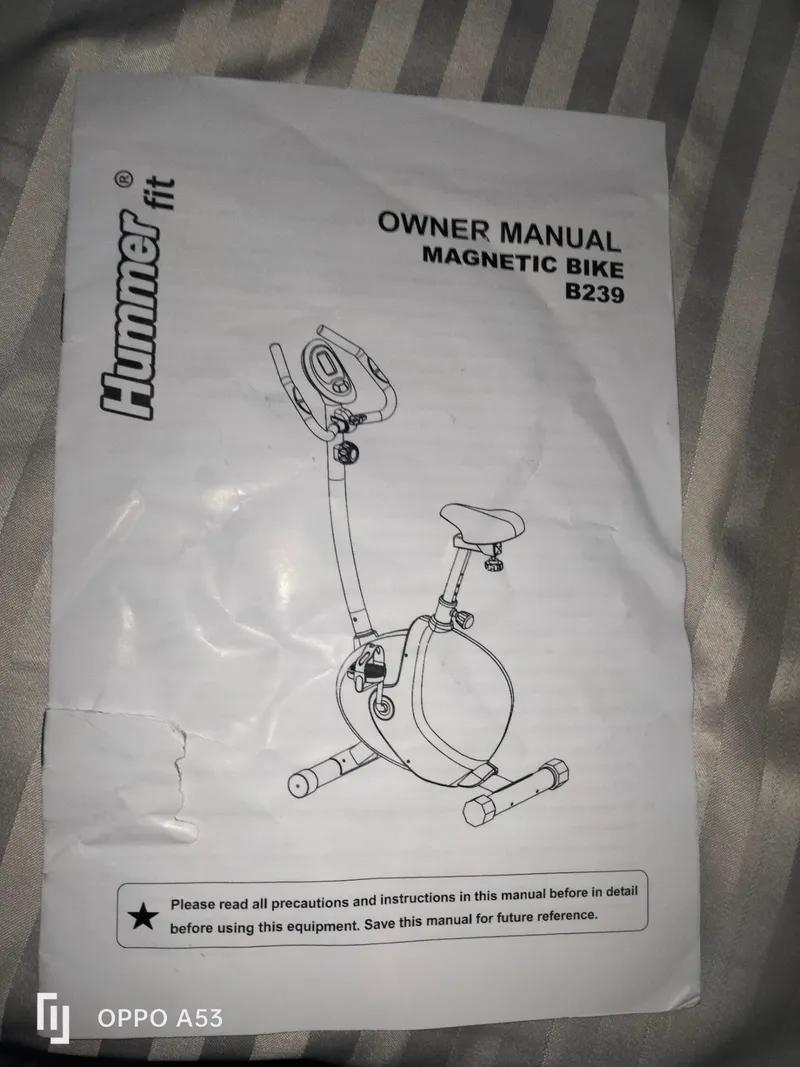 Hummer®
fit
OWNER MANUAL
MAGNETIC BIKE
B239
★ Please read all precautions and instructions in this manual before in detail
before using this equipment. Save this manual for future reference.
OPPO A53